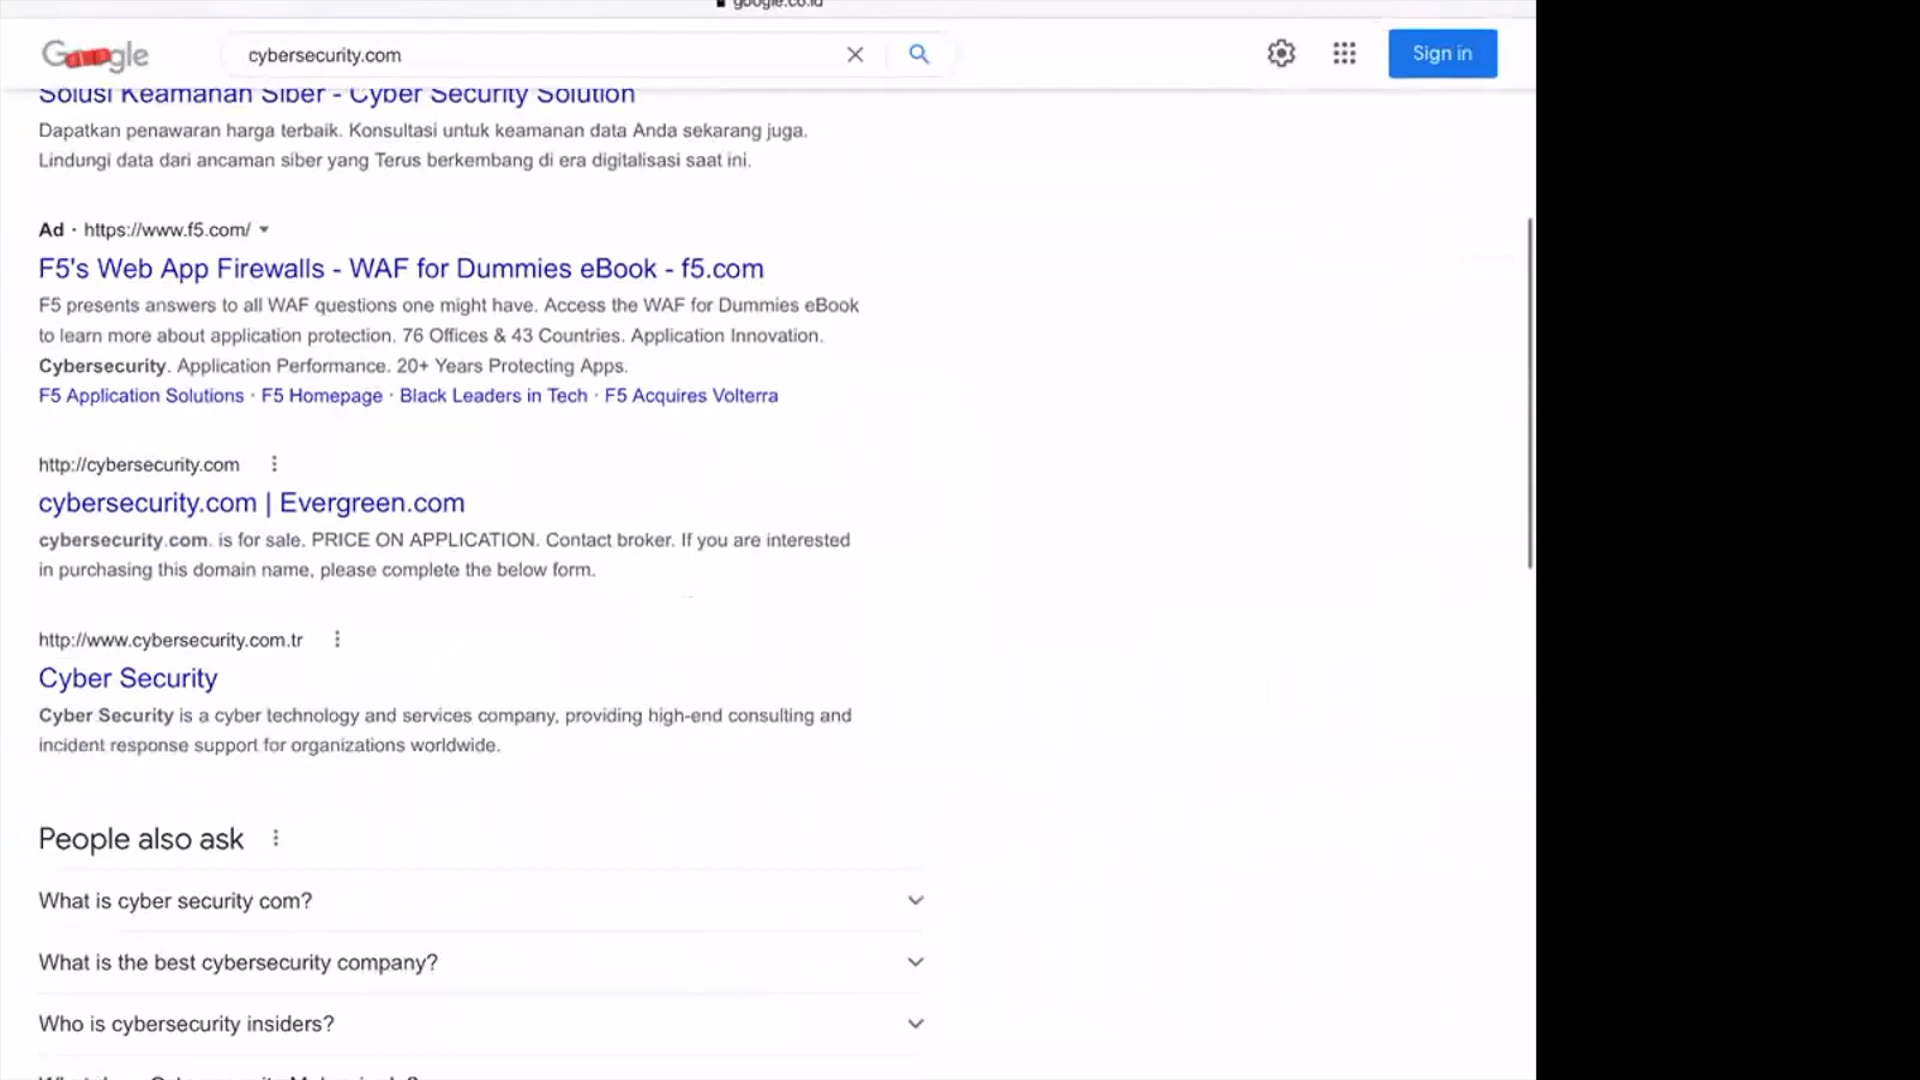 google.co.id
Google
cybersecurity.com
Sign in
Solusi Keamanan Siber - Cyber Security Solution
Dapatkan penawaran harga terbaik. Konsultasi untuk keamanan data Anda sekarang juga.
Lindungi data dari ancaman siber yang Terus berkembang di era digitalisasi saat ini.
Ad · https://www.f5.com/
F5's Web App Firewalls - WAF for Dummies eBook - f5.com
F5 presents answers to all WAF questions one might have. Access the WAF for Dummies eBook
to learn more about application protection. 76 Offices & 43 Countries. Application Innovation.
Cybersecurity. Application Performance. 20+ Years Protecting Apps.
F5 Application Solutions · F5 Homepage · Black Leaders in Tech · F5 Acquires Volterra
http://cybersecurity.com
cybersecurity.com | Evergreen.com
cybersecurity.com. is for sale. PRICE ON APPLICATION. Contact broker. If you are interested
in purchasing this domain name, please complete the below form.
http://www.cybersecurity.com.tr
Cyber Security
Cyber Security is a cyber technology and services company, providing high-end consulting and
incident response support for organizations worldwide.
People also ask
What is cyber security com?
What is the best cybersecurity company?
Who is cybersecurity insiders?